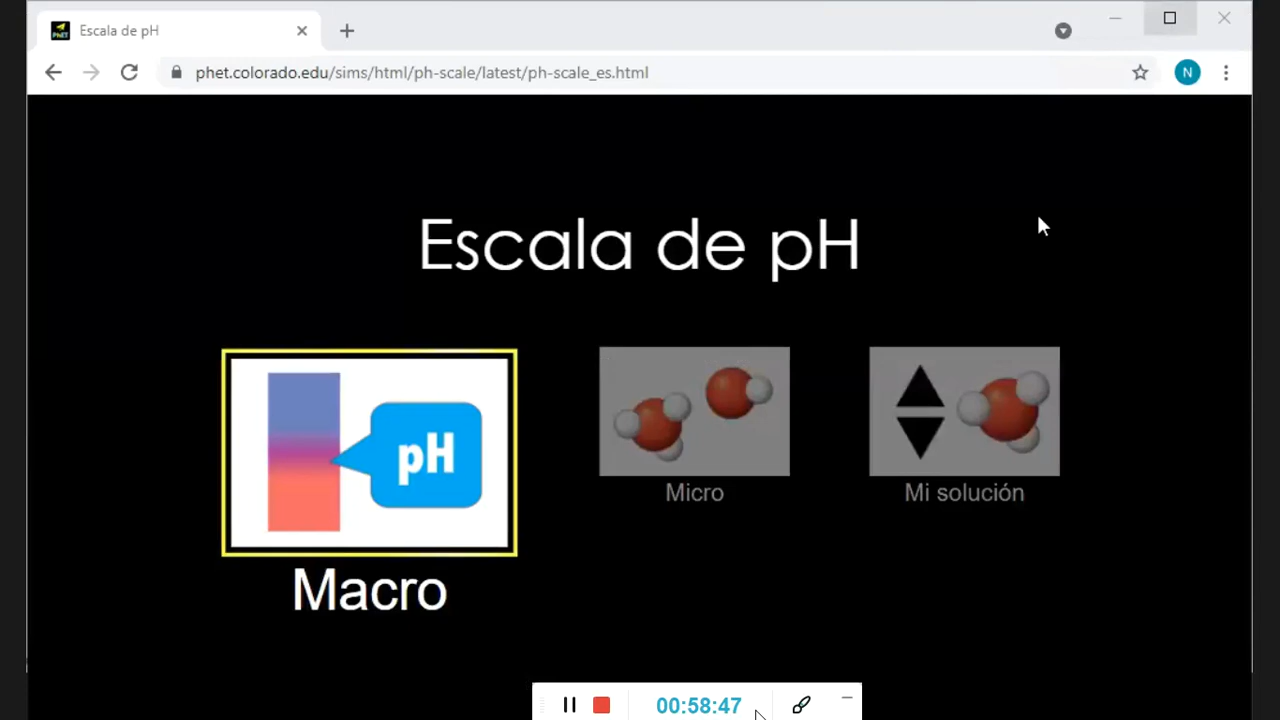 Escala de pH
phet.colorado.edu/sims/html/ph-scale/latest/ph-scale_es.html
N
Escala de pH
pH
Macro
Micro
Mi solución
00:58:47